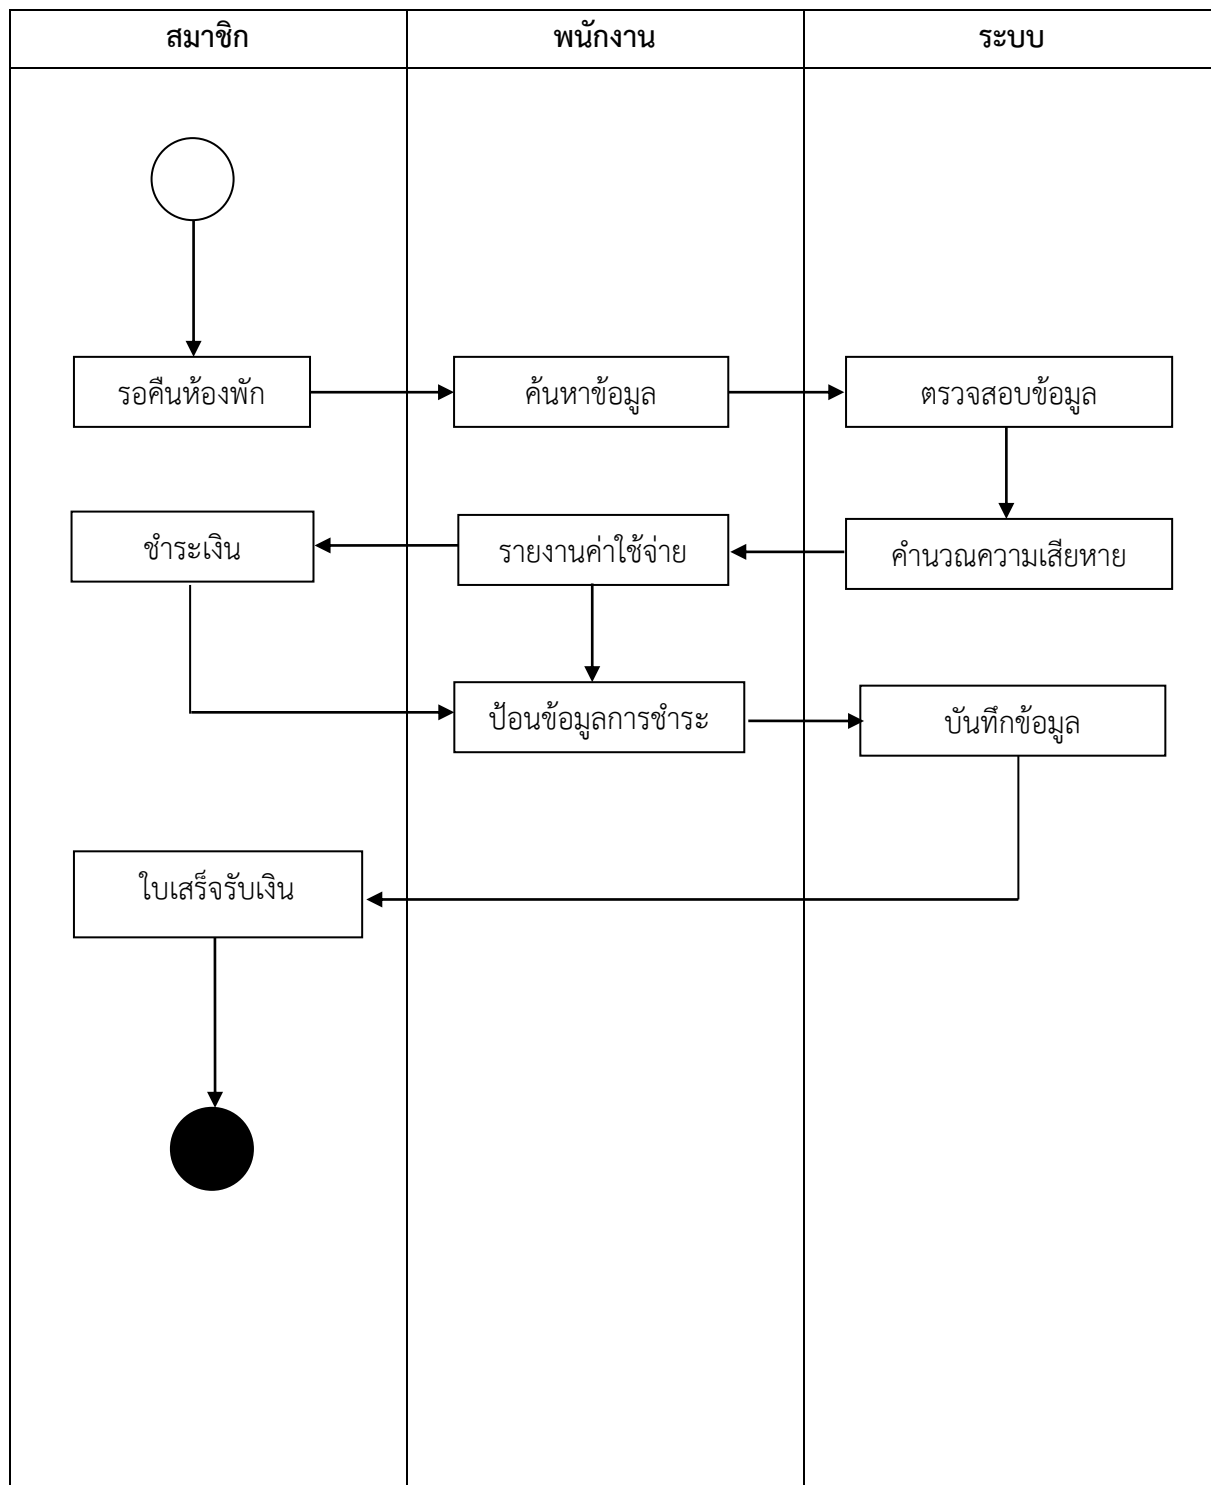 สมาชิก
พนักงาน
ระบบ
รอคืนห้องพัก
ค้นหาข้อมูล
ตรวจสอบข้อมูล
ชำระเงิน
รายงานค่าใช้จ่าย
คำนวณความเสียหาย
ป้อนข้อมูลการชำระ
บันทึกข้อมูล
ใบเสร็จรับเงิน